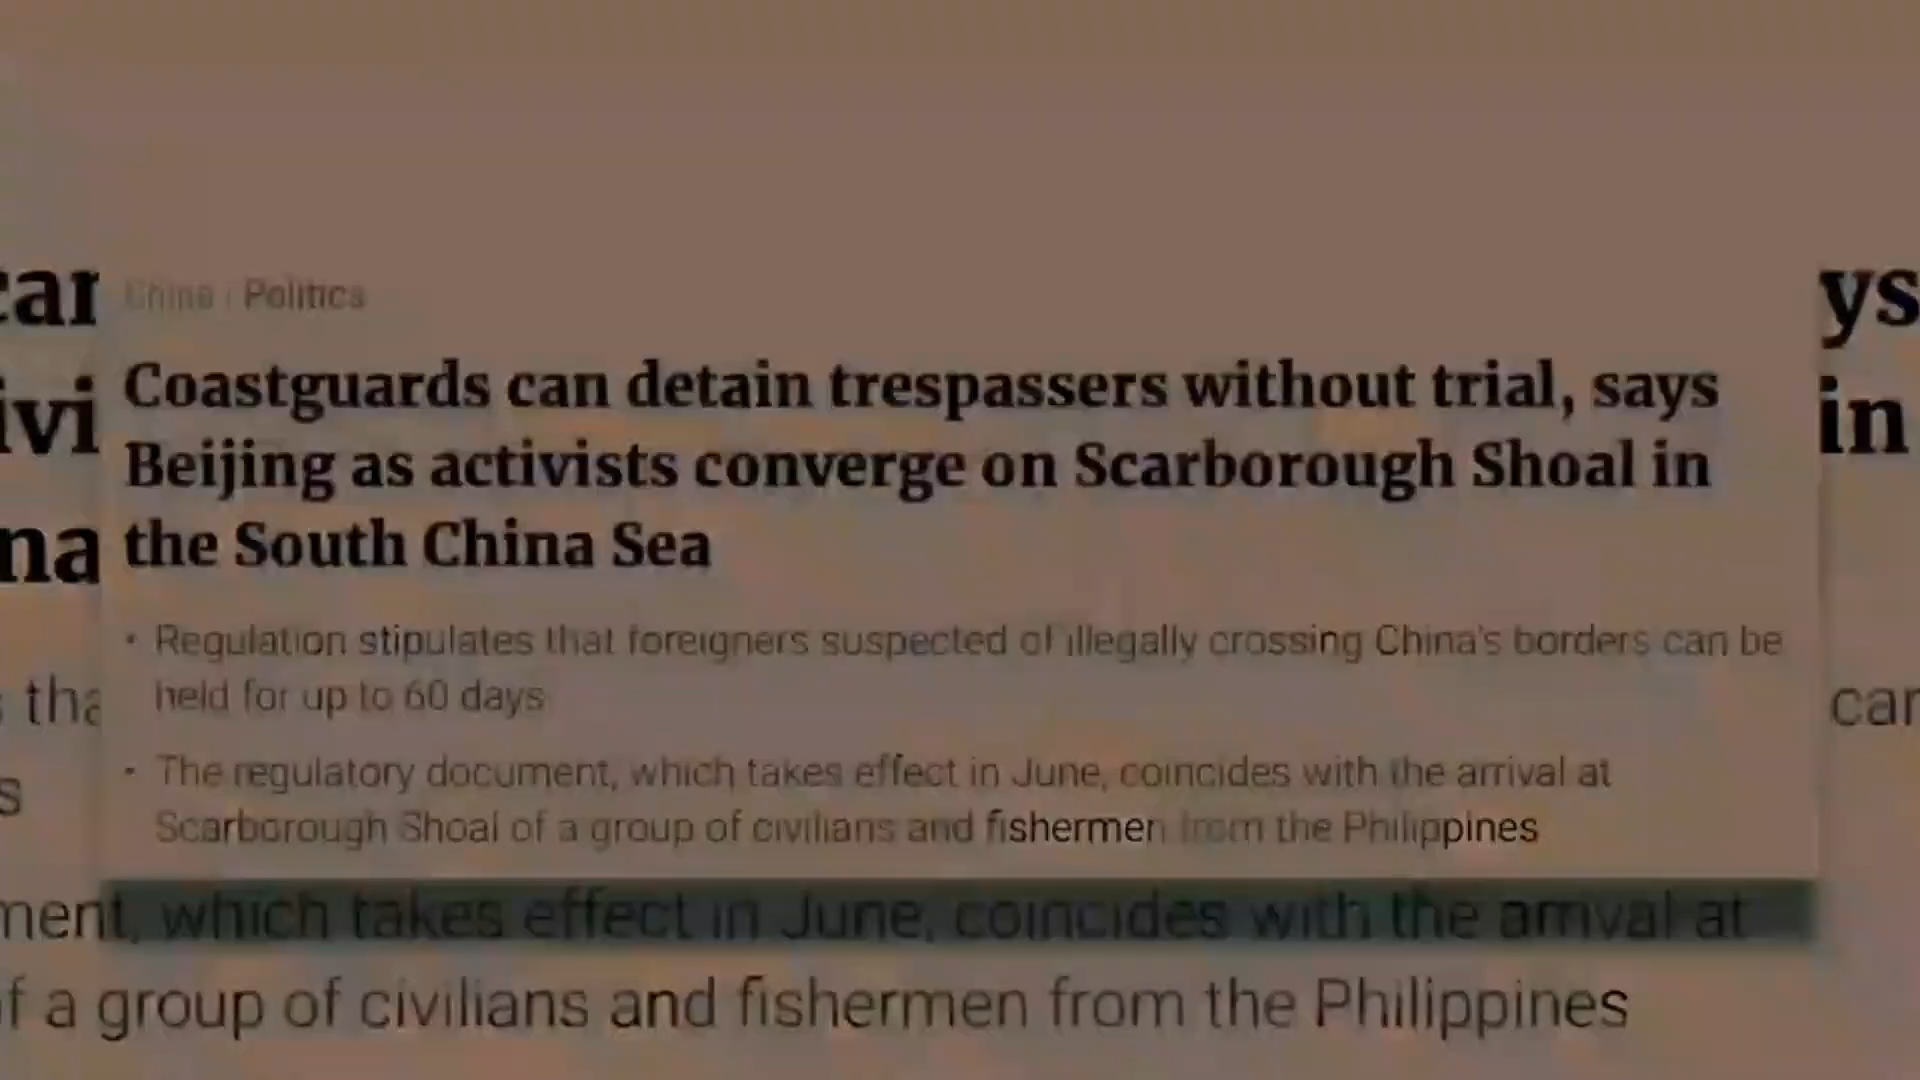 China / Politics
Coastguards can detain trespassers without trial, says
Beijing as activists converge on Scarborough Shoal in
the South China Sea
• Regulation stipulates that foreigners suspected of illegally crossing China's borders can be
held for up to 60 days
• The regulatory document, which takes effect in June, coincides with the arrival at
Scarborough Shoal of a group of civilians and fishermen from the Philippines
ys
in
which takes effect in June, coincides with the arrival at
of a group of civilians and fishermen from the Philippines